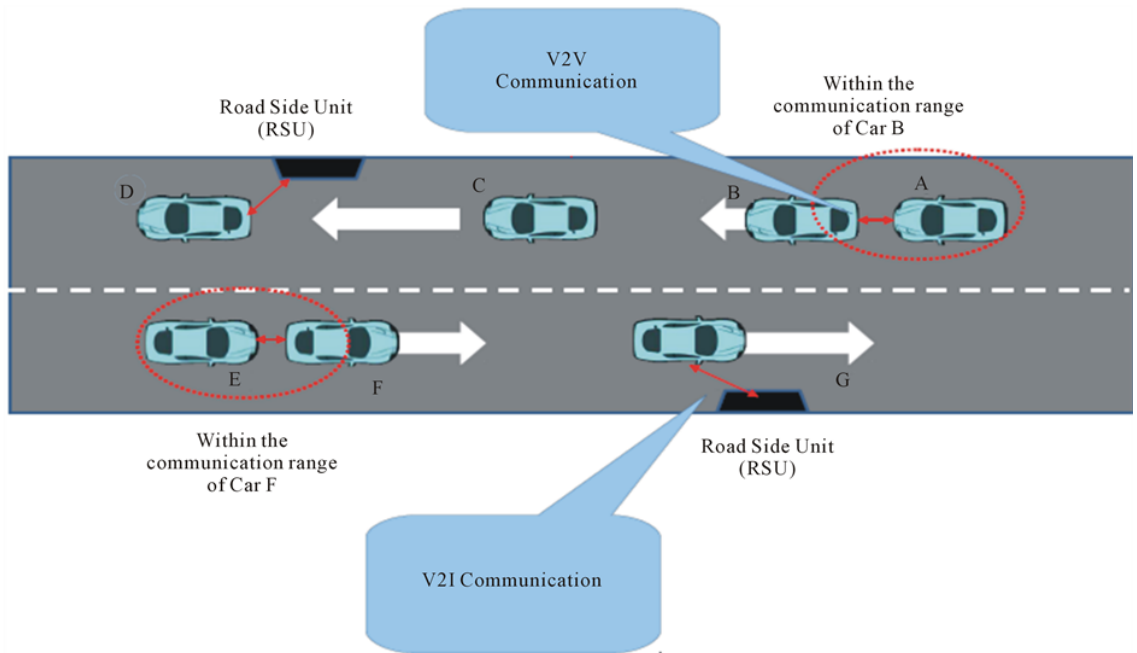 V2V
Communication
Within the
communication range
of Car B
Road Side Unit
(RSU)
D
C
B
A
E
F
G
Within the
communication range
of Car F
Road Side Unit
(RSU)
V2I Communication